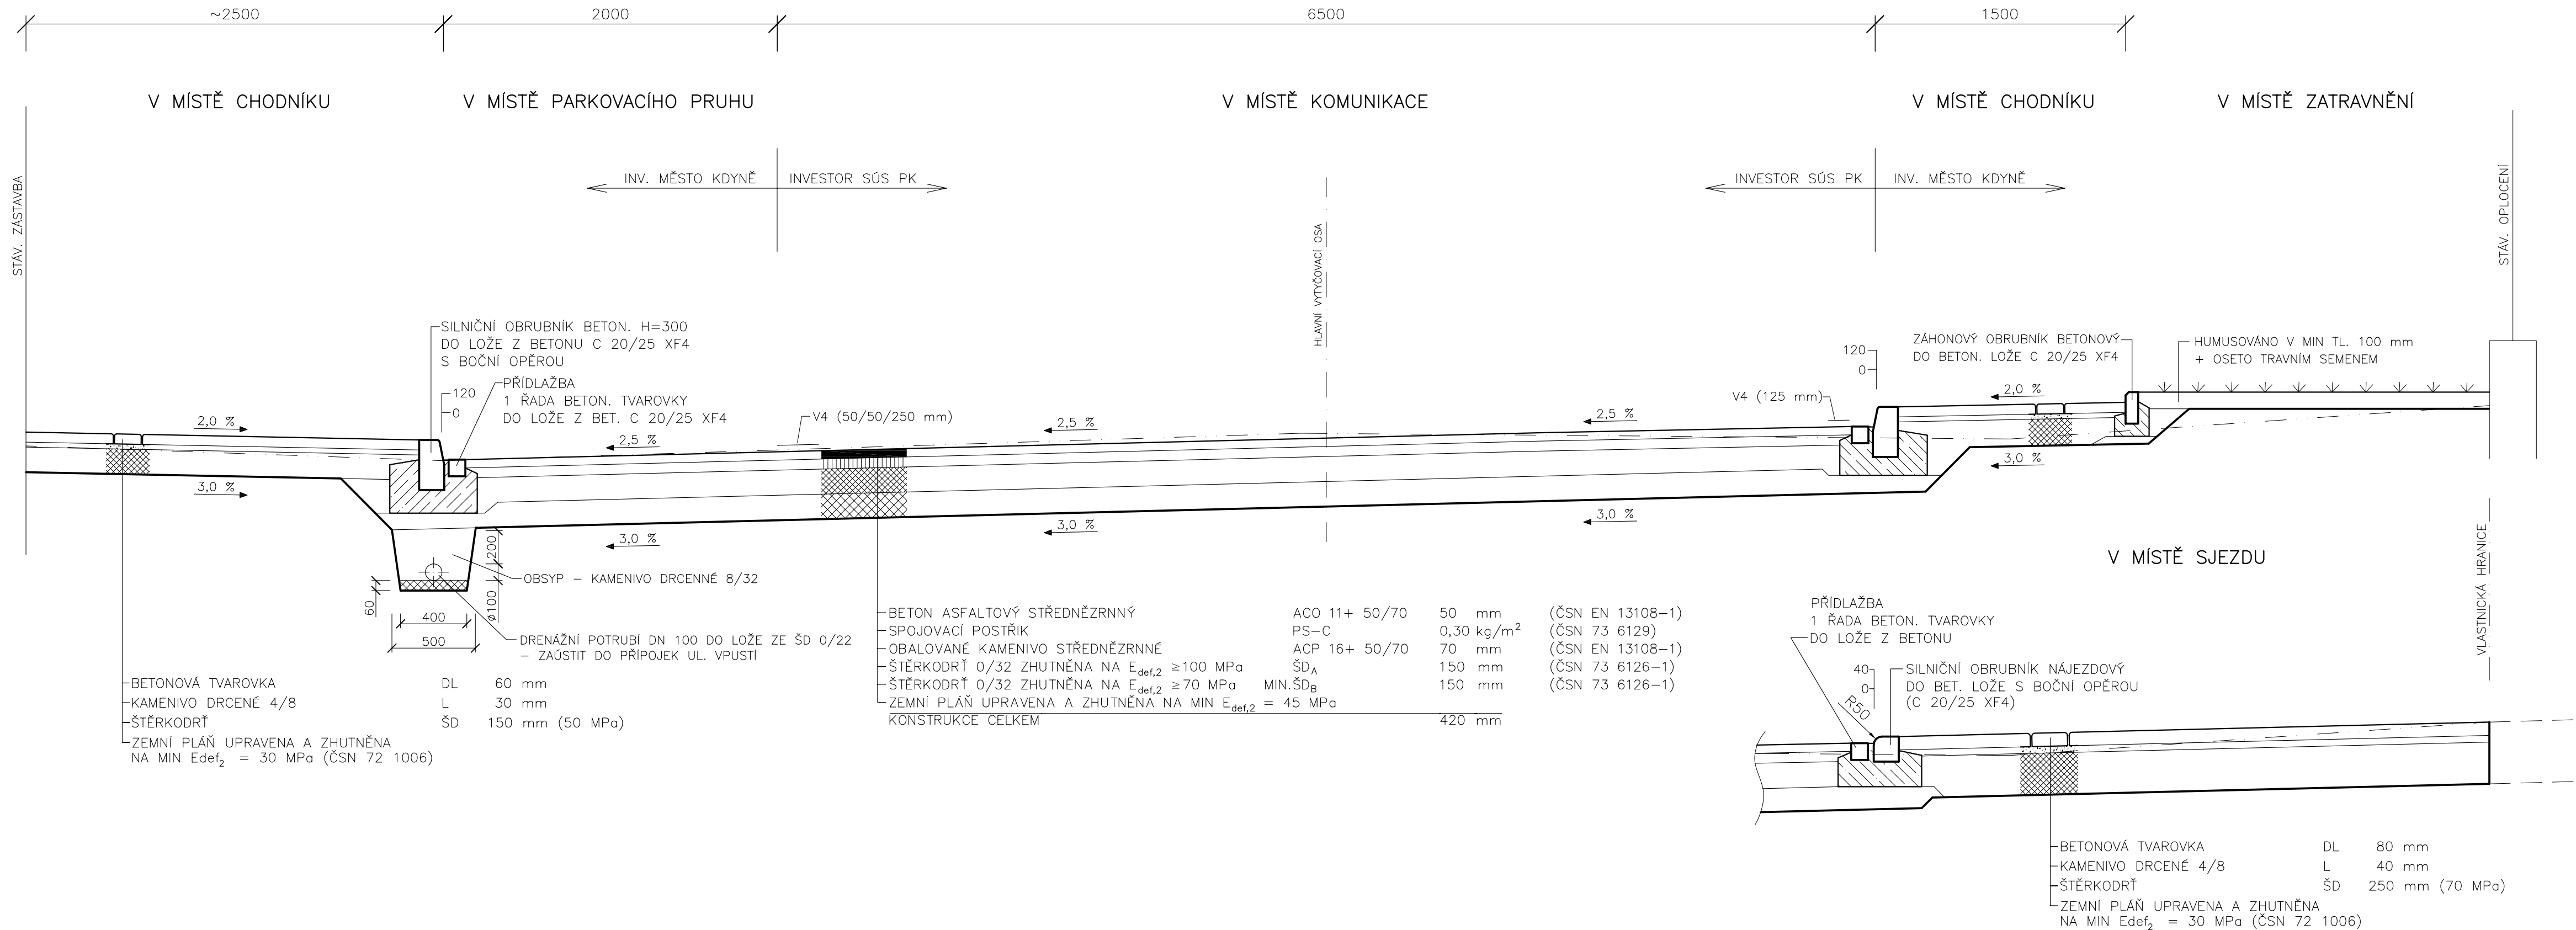 ~2500
2000
6500
1500
V MÍSTĚ CHODNÍKU
V MÍSTĚ PARKOVACÍHO PRUHU
V MÍSTĚ KOMUNIKACE
V MÍSTĚ CHODNÍKU
V MÍSTĚ ZATRAVNĚNÍ
STÁV. ZÁSTAVBA
INV. MĚSTO KDYNĚ
INVESTOR SÚS PK
HLAVNÍ VYTYČOVACÍ OSA
INVESTOR SÚS PK
INV. MĚSTO KDYNĚ
STÁV. OPLOCENÍ
SILNIČNÍ OBRUBNÍK BETON. H=300
DO LOŽE Z BETONU C 20/25 XF4
S BOČNÍ OPĚROU
120
0
PŘÍDLAŽBA
1 ŘADA BETON. TVAROVKY
DO LOŽE Z BET. C 20/25 XF4
V4 (50/50/250 mm)
2,0 %
2,5 %
2,5 %
2,5 %
V4 (125 mm)
120
0
ZÁHONOVÝ OBRUBNÍK BETONOVÝ
DO BETON. LOŽE C 20/25 XF4
2,0 %
HUMUSOVÁNO V MIN TL. 100 mm
+ OSETO TRAVNÍM SEMENEM
3,0 %
3,0 %
3,0 %
3,0 %
3,0 %
200
ø100
60
400
500
OBSYP – KAMENIVO DRCENNÉ 8/32
DRENÁŽNÍ POTRUBÍ DN 100 DO LOŽE ZE ŠD 0/22
– ZAÚSTIT DO PŘÍPOJEK UL. VPUSTÍ
BETONOVÁ TVAROVKA DL 60 mm
KAMENIVO DRCENÉ 4/8 L 30 mm
ŠTĚRKODRŤ ŠD 150 mm (50 MPa)
ZEMNÍ PLÁŇ UPRAVENA A ZHUTNĚNA
NA MIN Edef2 = 30 MPa (ČSN 72 1006)
BETON ASFALTOVÝ STŘEDNĚZRNNÝ ACO 11+ 50/70 50 mm (ČSN EN 13108–1)
SPOJOVACÍ POSTŘIK PS–C 0,30 kg/m² (ČSN 73 6129)
OBALOVANÉ KAMENIVO STŘEDNĚZRNNÉ ACP 16+ 50/70 70 mm (ČSN EN 13108–1)
ŠTĚRKODRŤ 0/32 ZHUTNĚNA NA Edef,2 ≥100 MPa ŠDA 150 mm (ČSN 73 6126–1)
ŠTĚRKODRŤ 0/32 ZHUTNĚNA NA Edef,2 ≥70 MPa MIN.ŠDB 150 mm (ČSN 73 6126–1)
ZEMNÍ PLÁŇ UPRAVENA A ZHUTNĚNA NA MIN Edef,2 = 45 MPa
KONSTRUKCE CELKEM 420 mm
V MÍSTĚ SJEZDU
VLASTNICKÁ HRANICE
PŘÍDLAŽBA
1 ŘADA BETON. TVAROVKY
DO LOŽE Z BETONU
40
0
R50
SILNIČNÍ OBRUBNÍK NÁJEZDOVÝ
DO BET. LOŽE S BOČNÍ OPĚROU
(C 20/25 XF4)
BETONOVÁ TVAROVKA DL 80 mm
KAMENIVO DRCENÉ 4/8 L 40 mm
ŠTĚRKODRŤ ŠD 250 mm (70 MPa)
ZEMNÍ PLÁŇ UPRAVENA A ZHUTNĚNA
NA MIN Edef2 = 30 MPa (ČSN 72 1006)